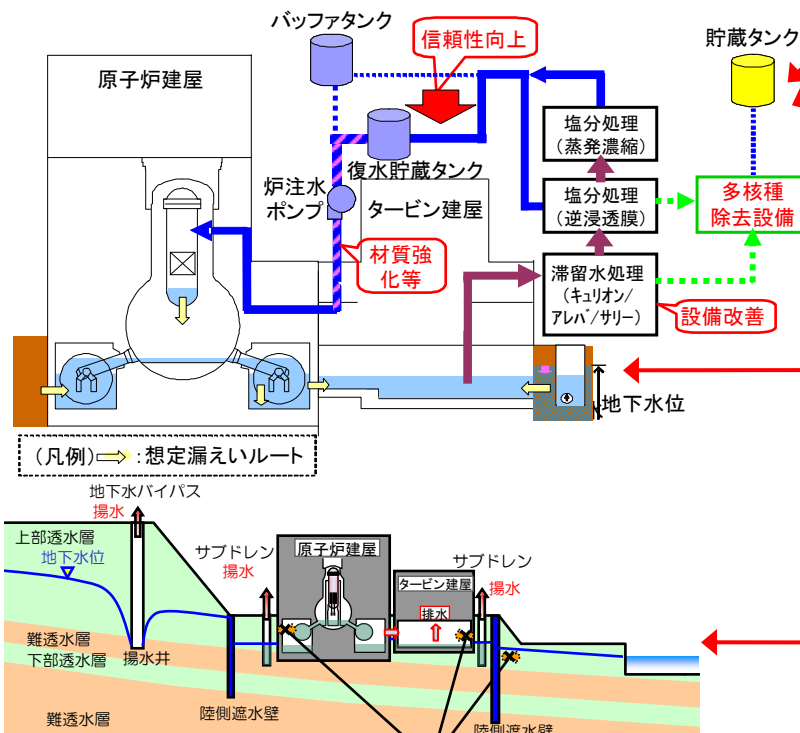 バッファタンク
信頼性向上
貯蔵タンク
原子炉建屋
塩分処理
(蒸発濃縮)
復水貯蔵タンク
炉注水
ポンプ
タービン建屋
塩分処理
(逆浸透膜)
多核種
除去設備
材質強
化等
滞留水処理
(キュリオン/
アレバ/サリー)
設備改善
地下水位
(凡例) :想定漏えいルート
地下水バイパス
揚水
上部透水層
地下水位
サブドレン
揚水
原子炉建屋
サブドレン
揚水
タービン建屋
排水
難透水層
下部透水層
揚水井
難透水層
陸側遮水壁
陸側遮水壁